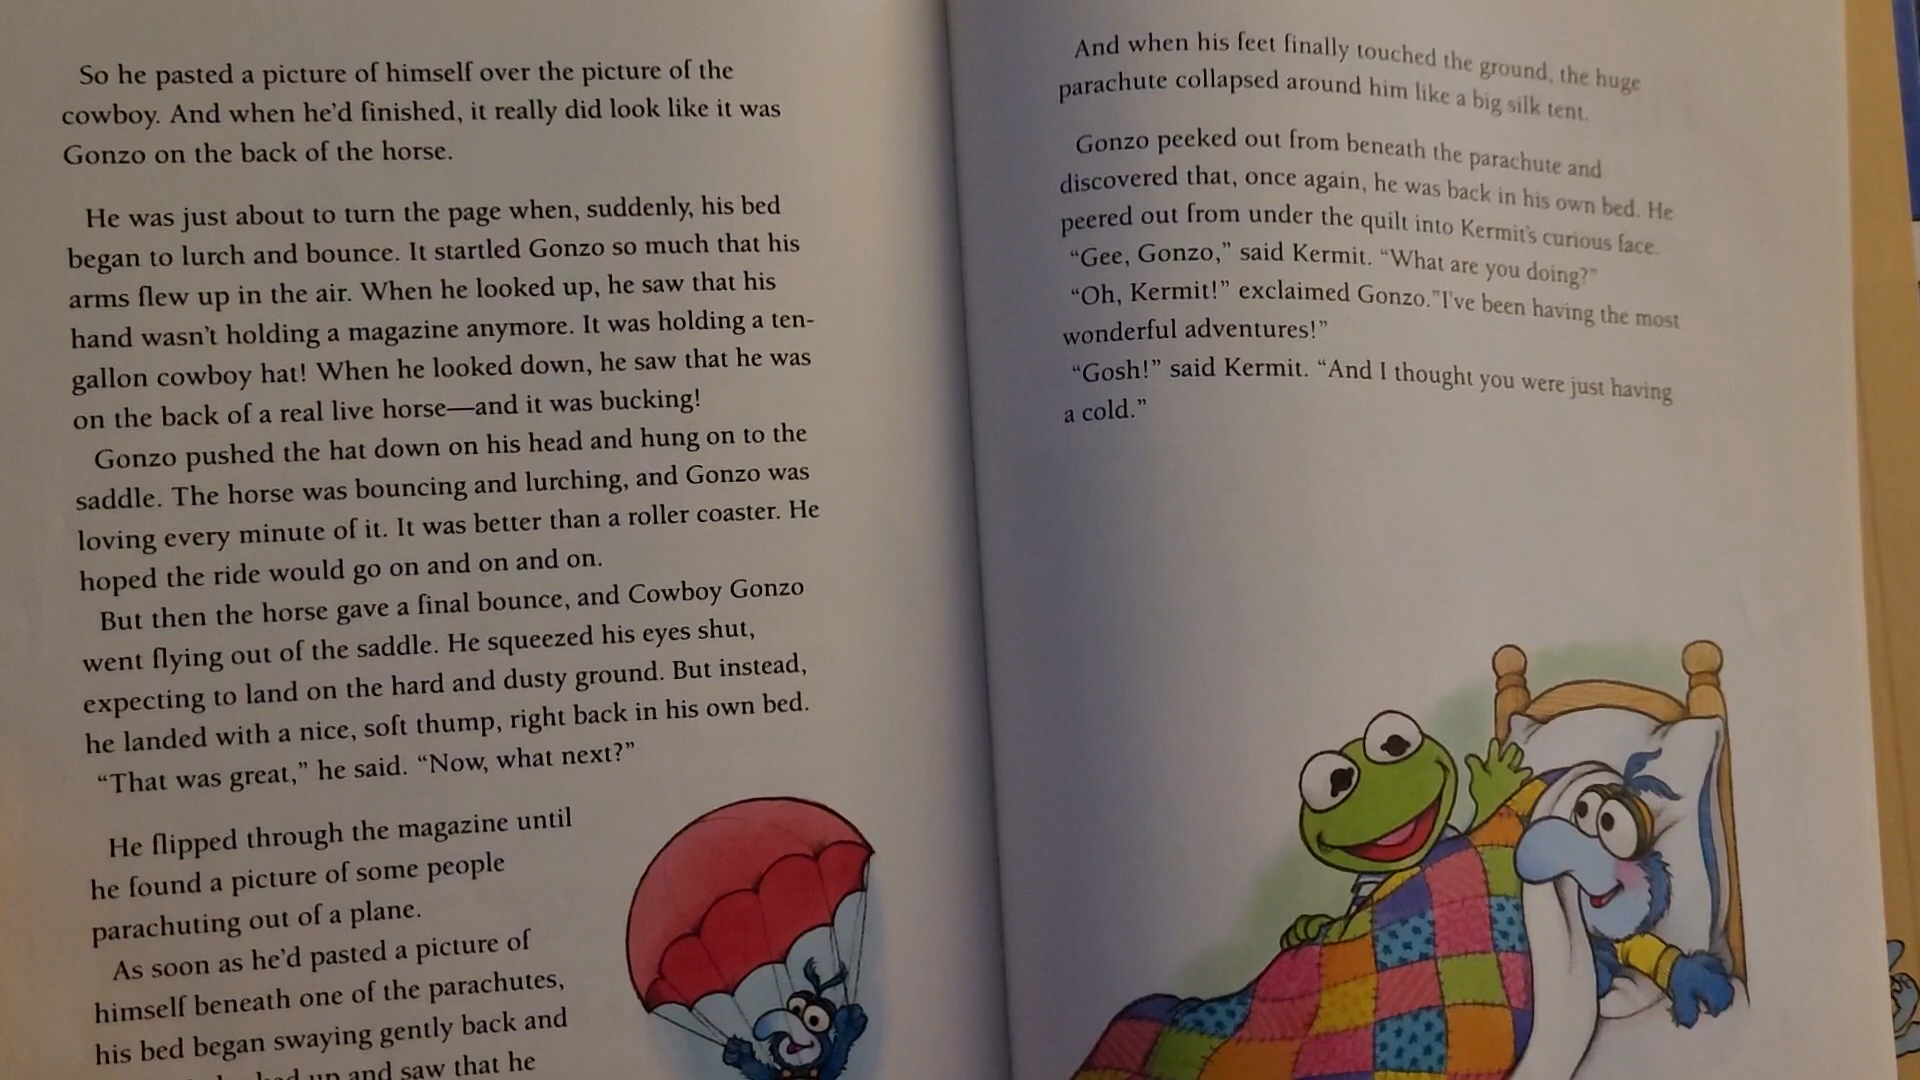 So he pasted a picture of himself over the picture of the
cowboy. And when he'd finished, it really did look like it was
Gonzo on the back of the horse.
He was just about to turn the page when, suddenly, his bed
began to lurch and bounce. It startled Gonzo so much that his
arms flew up in the air. When he looked up, he saw that his
hand wasn't holding a magazine anymore. It was holding a ten-
gallon cowboy hat! When he looked down, he saw that he was
on the back of a real live horse—and it was bucking!
Gonzo pushed the hat down on his head and hung on to the
saddle. The horse was bouncing and lurching, and Gonzo was
loving every minute of it. It was better than a roller coaster. He
hoped the ride would go on and on and on.
But then the horse gave a final bounce, and Cowboy Gonzo
went flying out of the saddle. He squeezed his eyes shut,
expecting to land on the hard and dusty ground. But instead,
he landed with a nice, soft thump, right back in his own bed.
“That was great,” he said. “Now, what next?”
He flipped through the magazine until
he found a picture of some people
parachuting out of a plane.
As soon as he'd pasted a picture of
himself beneath one of the parachutes,
his bed began swaying gently back and
up and saw that he
And when his feet finally touched the ground, the huge
parachute collapsed around him like a big silk tent.
Gonzo peeked out from beneath the parachute and
discovered that, once again, he was back in his own bed. He
peered out from under the quilt into Kermit's curious face.
“Gee, Gonzo,” said Kermit. “What are you doing?”
“Oh, Kermit!” exclaimed Gonzo.”I've been having the most
wonderful adventures!”
“Gosh!” said Kermit. “And I thought you were just having
a cold.”